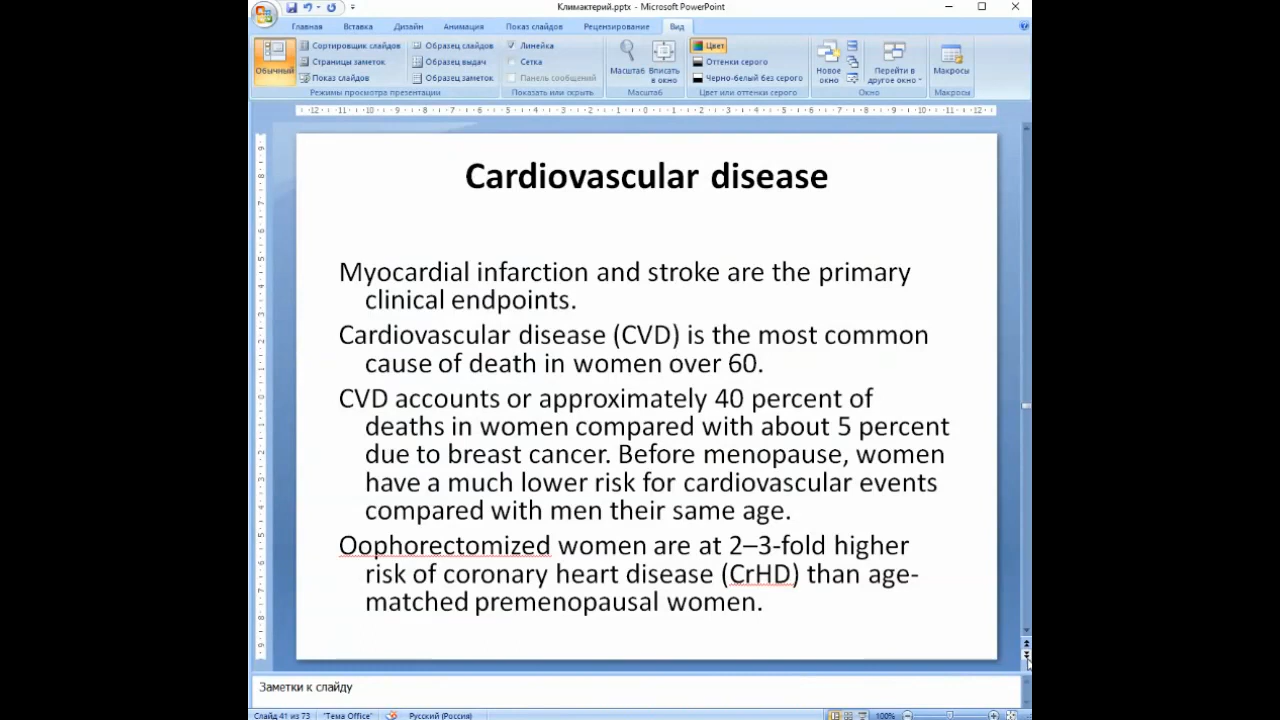 Климактерий.pptx - Microsoft PowerPoint
Главная Вставка Дизайн Анимация Показ слайдов Рецензирование Вид
Обычный
Сортировщик слайдов
Страницы заметок
Показ слайдов
Образец слайдов
Образец выдач
Образец заметок
Режимы просмотра презентации
Линейка
Сетка
Панель сообщений
Показать или скрыть
Масштаб
Вписать в окно
Масштаб
Цвет
Оттенки серого
Черно-белый без серого
Цвет или оттенки серого
Новое окно
Перейти в другое окно
Окно
Макросы
Макросы
Cardiovascular disease
Myocardial infarction and stroke are the primary
clinical endpoints.
Cardiovascular disease (CVD) is the most common
cause of death in women over 60.
CVD accounts or approximately 40 percent of
deaths in women compared with about 5 percent
due to breast cancer. Before menopause, women
have a much lower risk for cardiovascular events
compared with men their same age.
Oophorectomized women are at 2–3-fold higher
risk of coronary heart disease (CrHD) than age-
matched premenopausal women.
Заметки к слайду
Слайд 41 из 73 "Тема Office" Русский (Россия) 100%